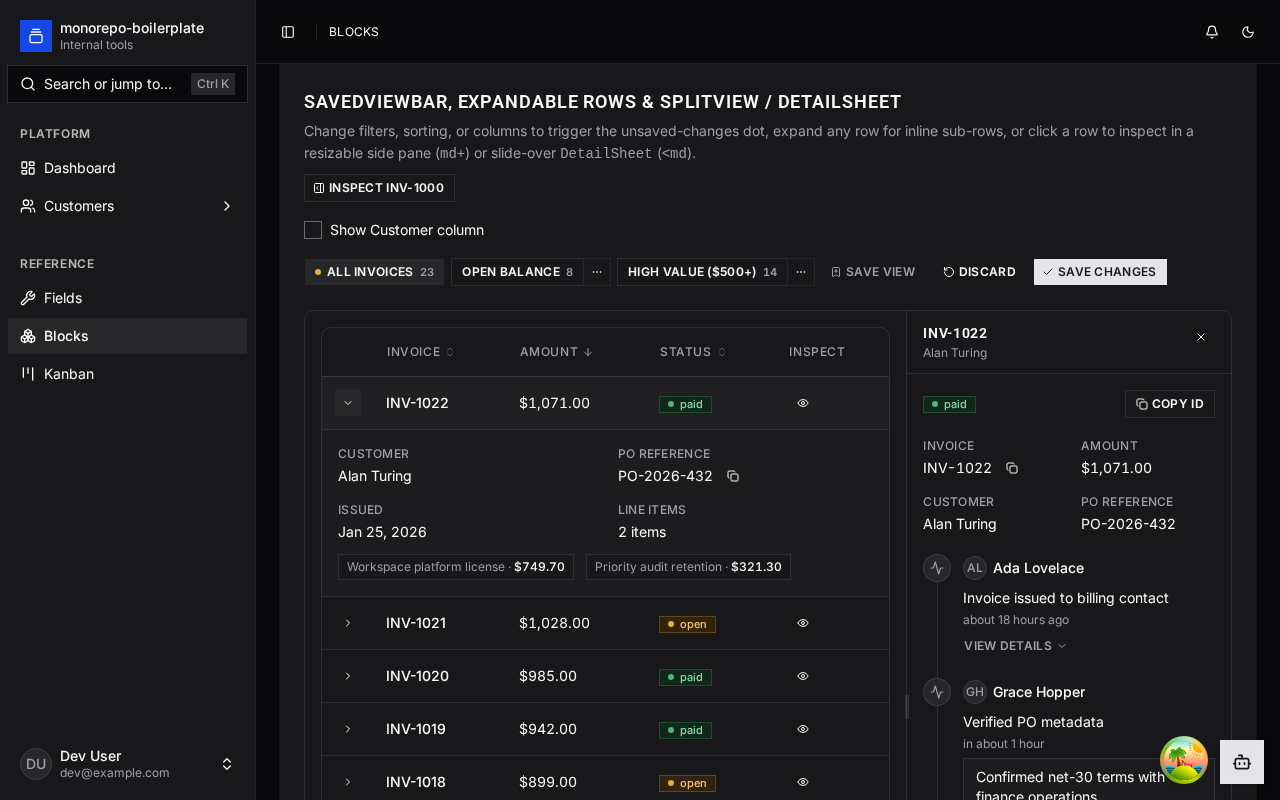 monorepo-boilerplate
Internal tools
Search or jump to...
Ctrl K
PLATFORM
Dashboard
Customers
REFERENCE
Fields
Blocks
Kanban
DU
Dev User
dev@example.com
BLOCKS
SAVEDVIEWBAR, EXPANDABLE ROWS & SPLITVIEW / DETAILSHEET
Change filters, sorting, or columns to trigger the unsaved-changes dot, expand any row for inline sub-rows, or click a row to inspect in a
resizable side pane (md+) or slide-over DetailSheet (<md).
INSPECT INV-1000
Show Customer column
ALL INVOICES 23
OPEN BALANCE 8 ...
HIGH VALUE ($500+) 14 ...
SAVE VIEW
DISCARD
SAVE CHANGES
INVOICE AMOUNT STATUS INSPECT
INV-1022 $1,071.00 paid
CUSTOMER PO REFERENCE
Alan Turing PO-2026-432
ISSUED LINE ITEMS
Jan 25, 2026 2 items
Workspace platform license · $749.70 Priority audit retention · $321.30
INV-1021 $1,028.00 open
INV-1020 $985.00 paid
INV-1019 $942.00 paid
INV-1018 $899.00 open
INV-1022
Alan Turing
paid COPY ID
INVOICE AMOUNT
INV-1022 $1,071.00
CUSTOMER PO REFERENCE
Alan Turing PO-2026-432
AL Ada Lovelace
Invoice issued to billing contact
about 18 hours ago
VIEW DETAILS
GH Grace Hopper
Verified PO metadata
in about 1 hour
Confirmed net-30 terms with
finance operations